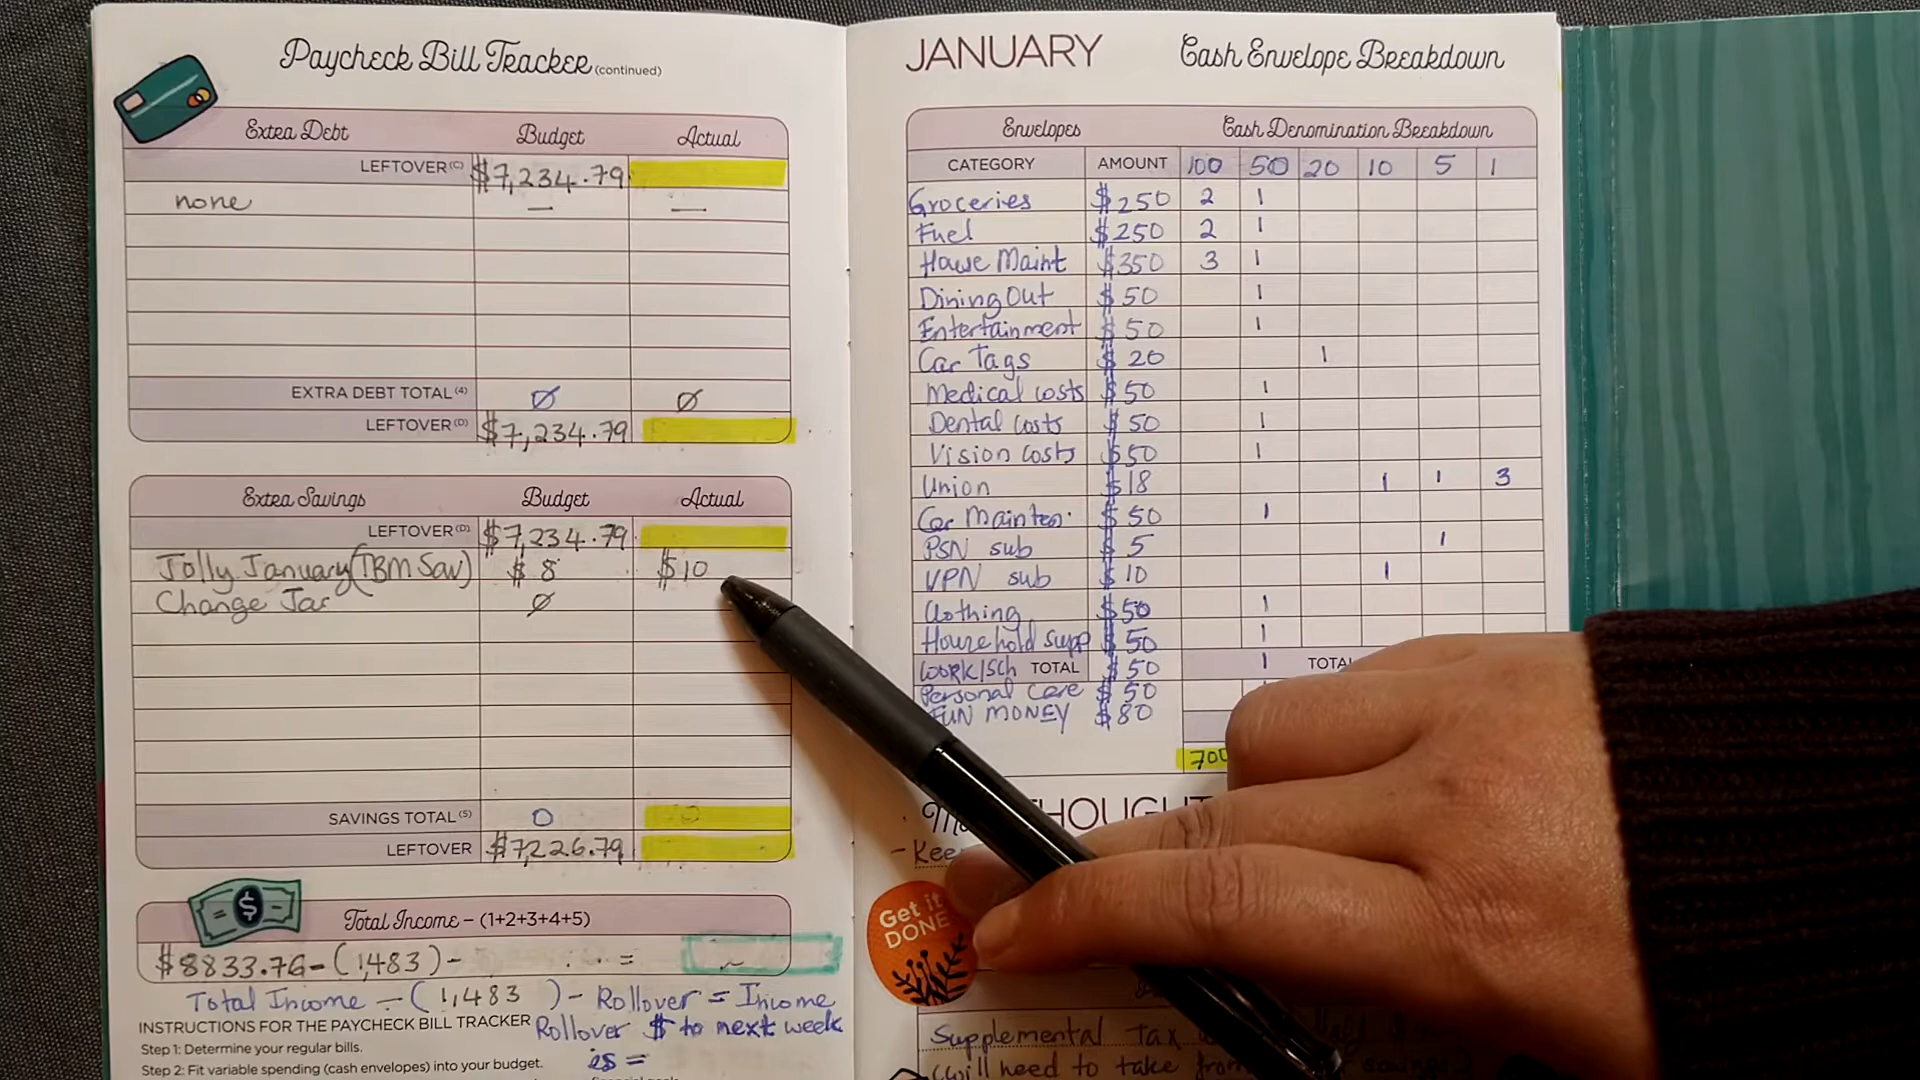 Paycheck Bill Tracker (continued)
Extra Debt Budget Actual
LEFTOVER (C) $7,234.79
none — —
EXTRA DEBT TOTAL (4) Ø Ø
LEFTOVER (D) $7,234.79
Extra Savings Budget Actual
LEFTOVER (D) $7,234.79
Jolly January (TBM Sav) $8 $10
Change Jar Ø
SAVINGS TOTAL (5) 0
LEFTOVER $7,226.79
Total Income – (1+2+3+4+5)
$8833.76 – (1,483) – =
Total Income – (1,483) – Rollover = Income
INSTRUCTIONS FOR THE PAYCHECK BILL TRACKER
Rollover $ to next week
Step 1: Determine your regular bills.
is =
Step 2: Fit variable spending (cash envelopes) into your budget.
JANUARY Cash Envelope Breakdown
Envelopes Cash Denomination Breakdown
CATEGORY AMOUNT 100 50 20 10 5 1
Groceries $250 2 1
Fuel $250 2 1
House Maint $350 3 1
Dining Out $50 1
Entertainment $50 1
Car Tags $20 1
Medical costs $50 1
Dental costs $50 1
Vision costs $50 1
Union $18 1 1 3
Car Mainten. $50 1
PSN sub $5 1
VPN sub $10 1
Clothing $50 1
Household supp $50 1
WORK/Sch TOTAL $50 1 TOTAL
Personal Care $50
FUN MONEY $80
700
THOUGHT
Get it
DONE
Supplemental Tax
(will need to take from